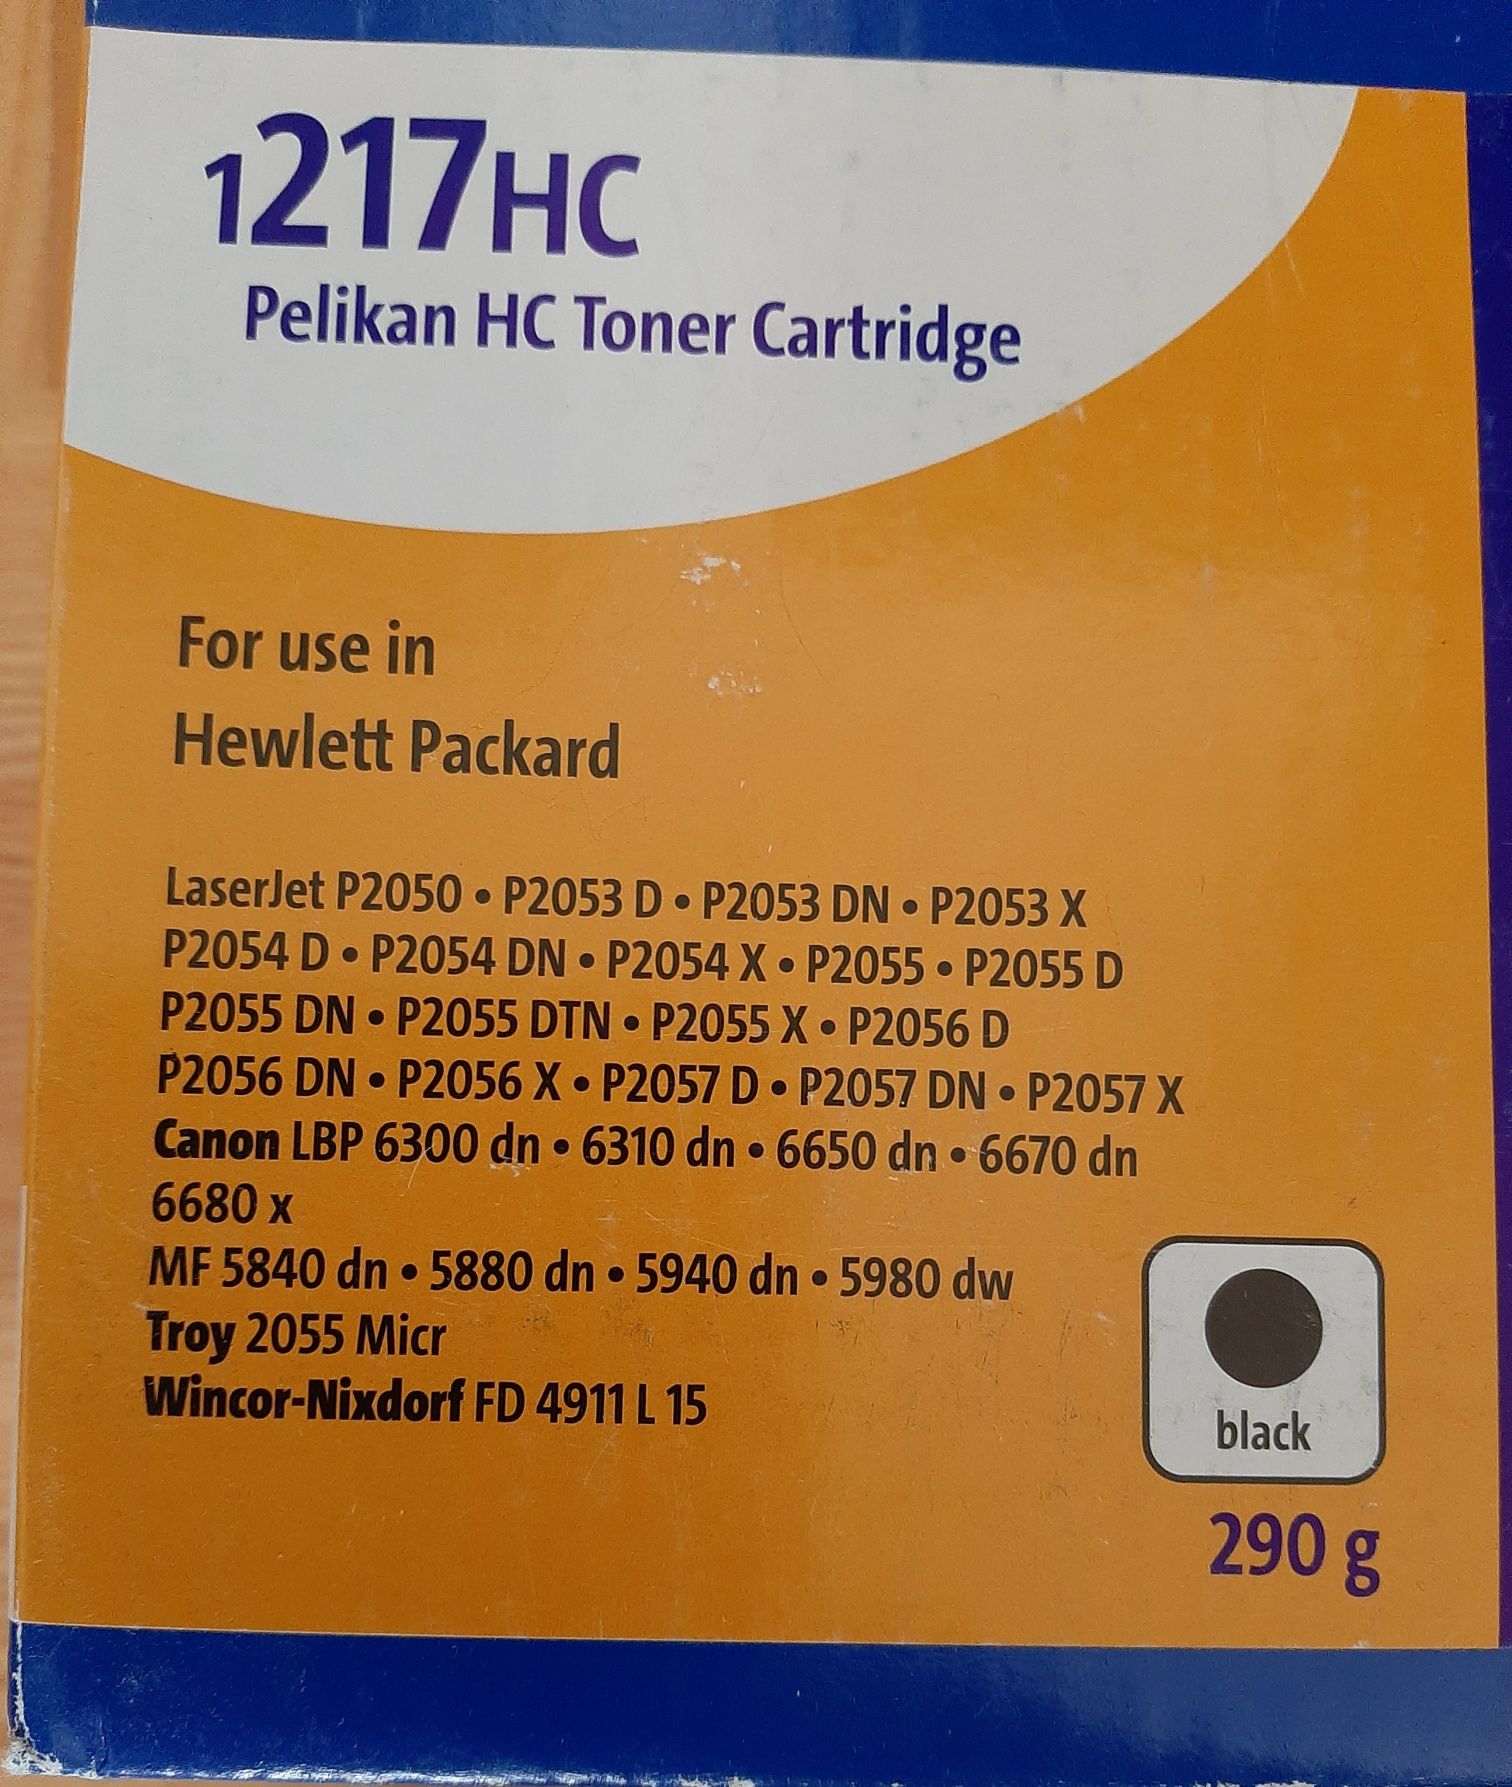 1217HC
Pelikan HC Toner Cartridge
For use in
Hewlett Packard
LaserJet P2050 • P2053 D • P2053 DN • P2053 X
P2054 D • P2054 DN • P2054 X • P2055 • P2055 D
P2055 DN • P2055 DTN • P2055 X • P2056 D
P2056 DN • P2056 X • P2057 D • P2057 DN • P2057 X
Canon LBP 6300 dn • 6310 dn • 6650 dn • 6670 dn
6680 x
MF 5840 dn • 5880 dn • 5940 dn • 5980 dw
Troy 2055 Micr
Wincor-Nixdorf FD 4911 L 15
black
290 g